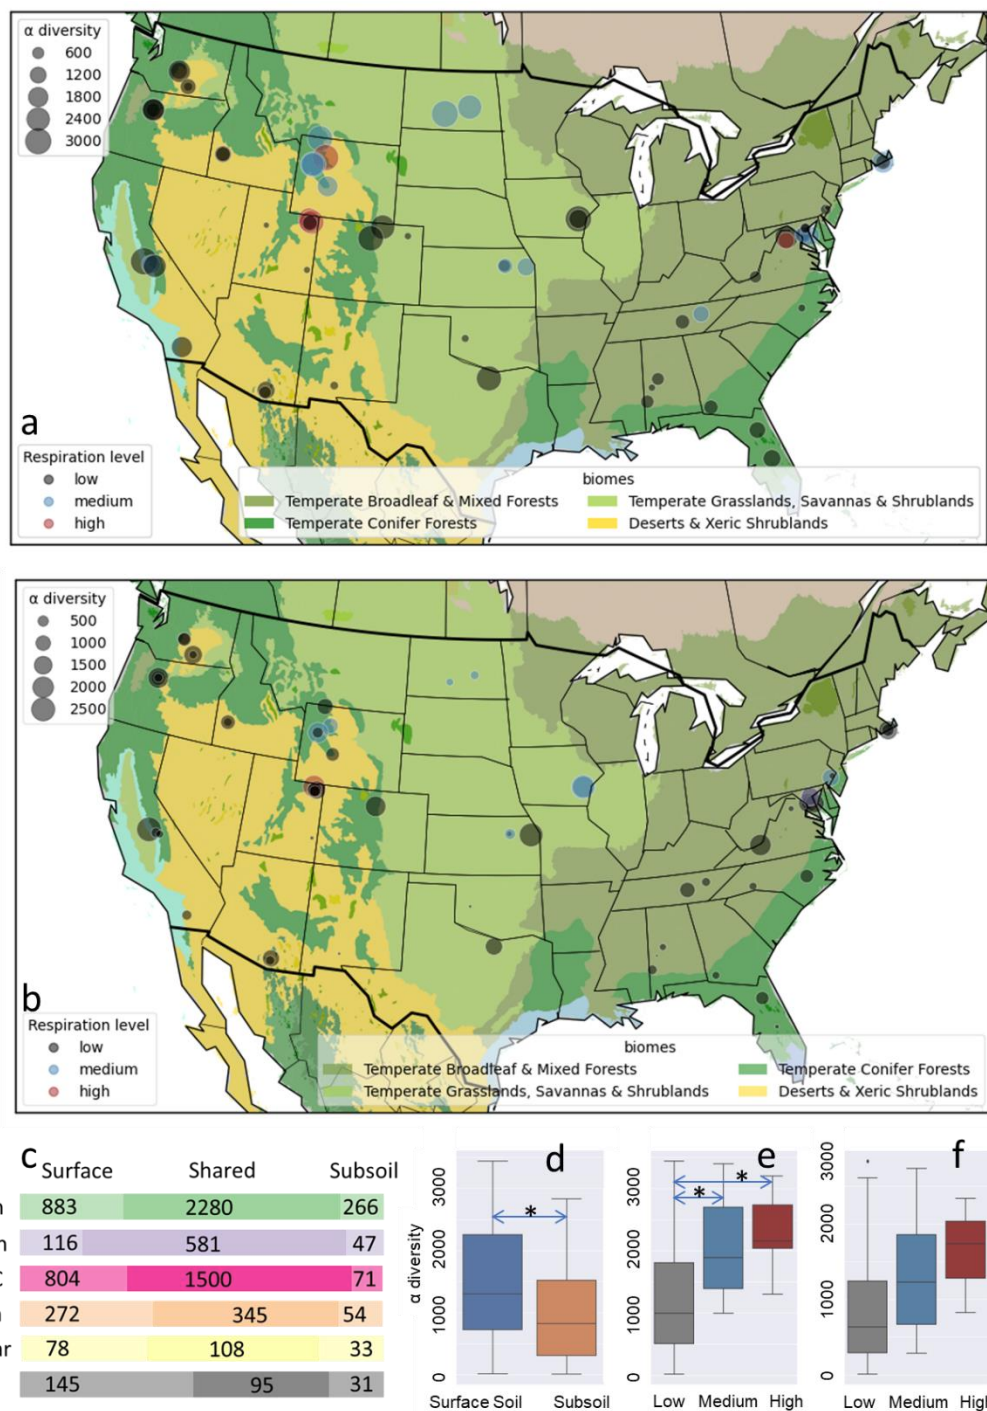 α diversity
600
1200
1800
2400
3000
a
Respiration level
low
medium
high
biomes
Temperate Broadleaf & Mixed Forests
Temperate Grasslands, Savannas & Shrublands
Temperate Conifer Forests
Deserts & Xeric Shrublands
α diversity
500
1000
1500
2000
2500
b
Respiration level
low
medium
high
biomes
Temperate Broadleaf & Mixed Forests
Temperate Conifer Forests
Temperate Grasslands, Savannas & Shrublands
Deserts & Xeric Shrublands
c
Surface Shared Subsoil
883 2280 266
116 581 47
804 1500 71
272 345 54
78 108 33
145 95 31
d
α diversity
3000
2000
1000
0
*
Surface Soil Subsoil
e
3000
2000
1000
0
*
*
Low Medium High
f
3000
2000
1000
0
Low Medium High